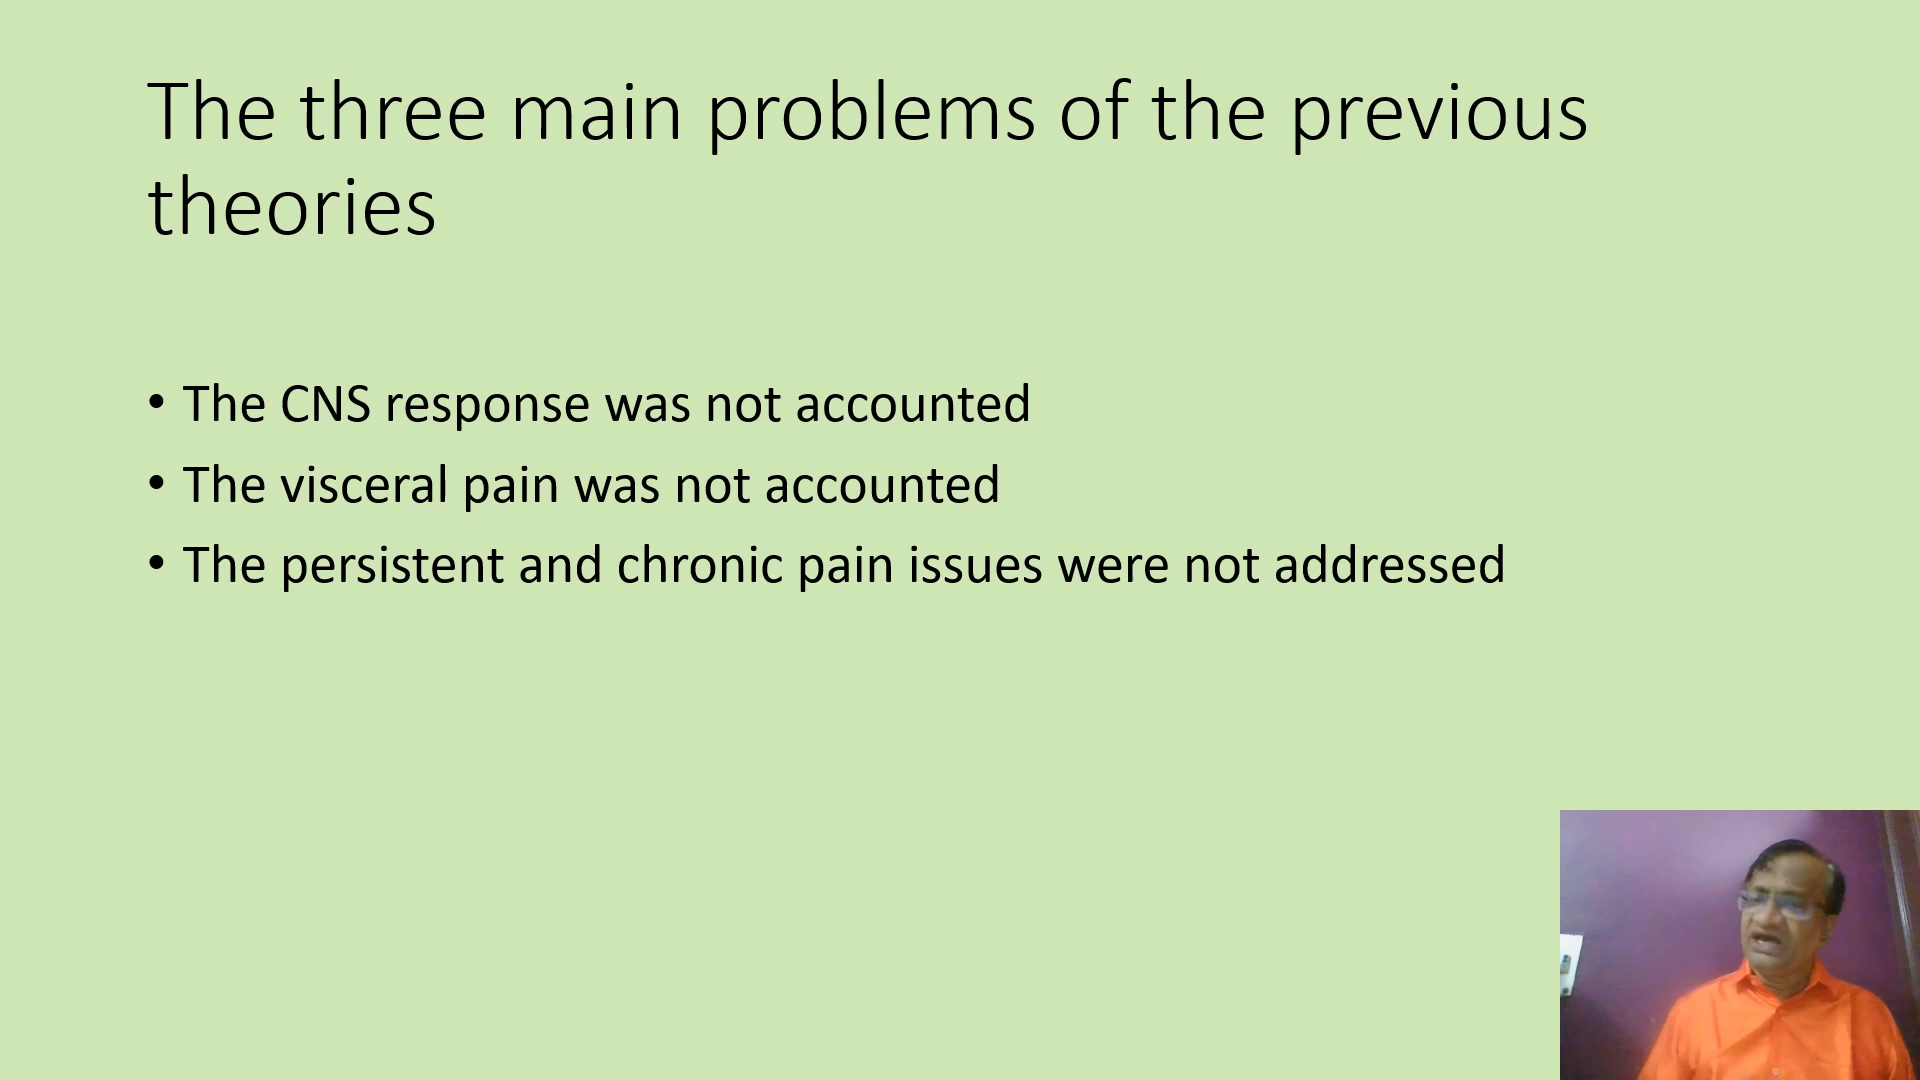 The three main problems of the previous
theories
• The CNS response was not accounted
• The visceral pain was not accounted
• The persistent and chronic pain issues were not addressed